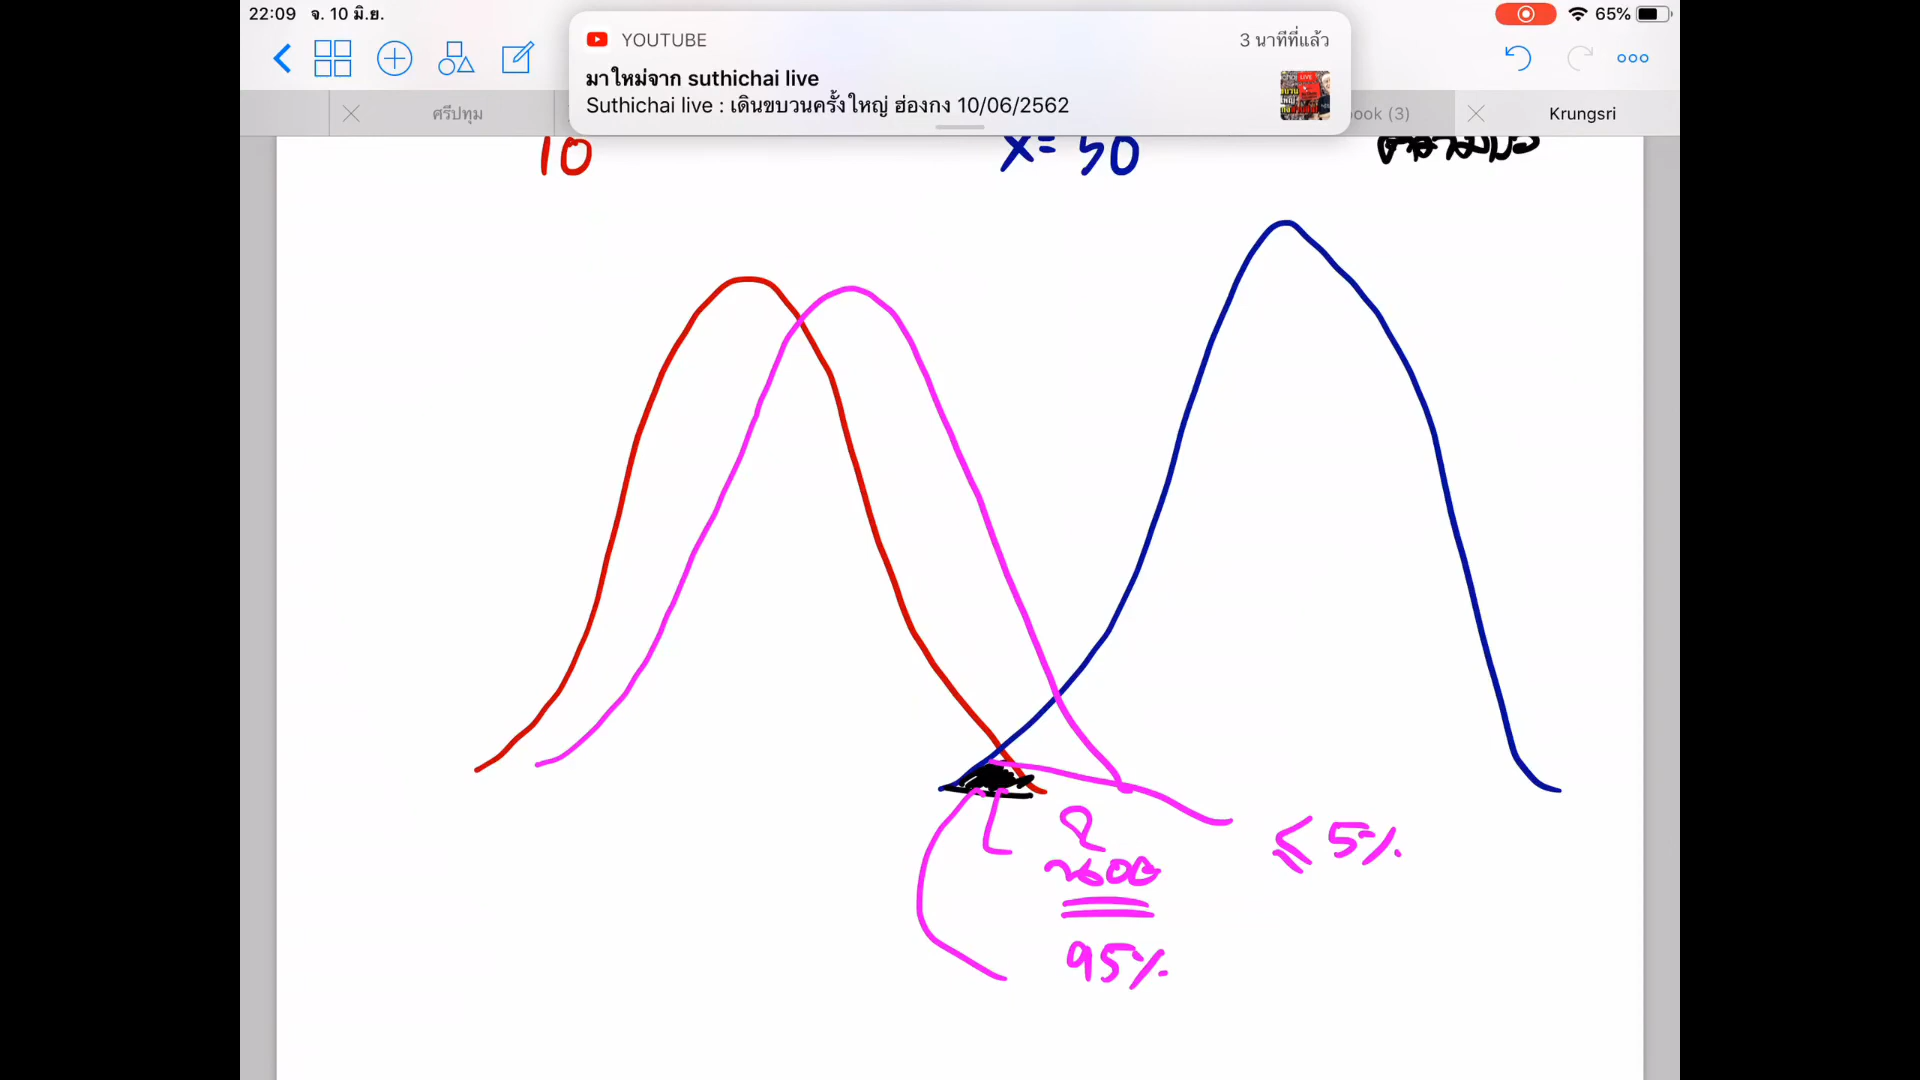 22:09 จ. 10 มิ.ย.
65%
YOUTUBE
3 นาทีที่แล้ว
มาใหม่จาก suthichai live
Suthichai live : เดินขบวนครั้งใหญ่ ฮ่องกง 10/06/2562
ศรีปทุม
ook (3)
Krungsri
10
x = 50
≤ 5%
95%